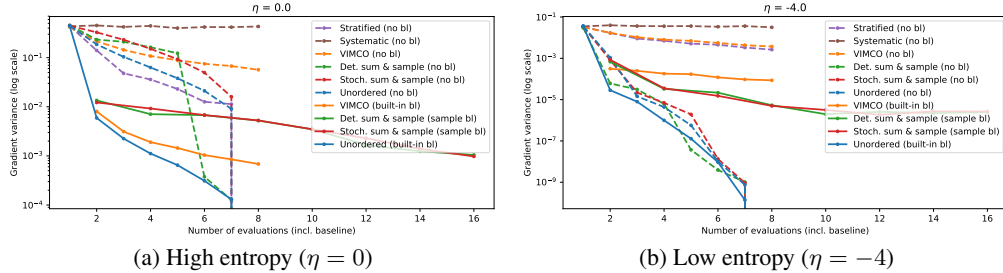 η = 0.0
Gradient variance (log scale)
10⁻¹
10⁻²
10⁻³
10⁻⁴
Stratified (no bl)
Systematic (no bl)
VIMCO (no bl)
Det. sum & sample (no bl)
Stoch. sum & sample (no bl)
Unordered (no bl)
VIMCO (built-in bl)
Det. sum & sample (sample bl)
Stoch. sum & sample (sample bl)
Unordered (built-in bl)
2 4 6 8 10 12 14 16
Number of evaluations (incl. baseline)
(a) High entropy (η = 0)
η = -4.0
Gradient variance (log scale)
10⁻¹
10⁻³
10⁻⁵
10⁻⁷
10⁻⁹
Stratified (no bl)
Systematic (no bl)
VIMCO (no bl)
Det. sum & sample (no bl)
Stoch. sum & sample (no bl)
Unordered (no bl)
VIMCO (built-in bl)
Det. sum & sample (sample bl)
Stoch. sum & sample (sample bl)
Unordered (built-in bl)
2 4 6 8 10 12 14 16
Number of evaluations (incl. baseline)
(b) Low entropy (η = −4)